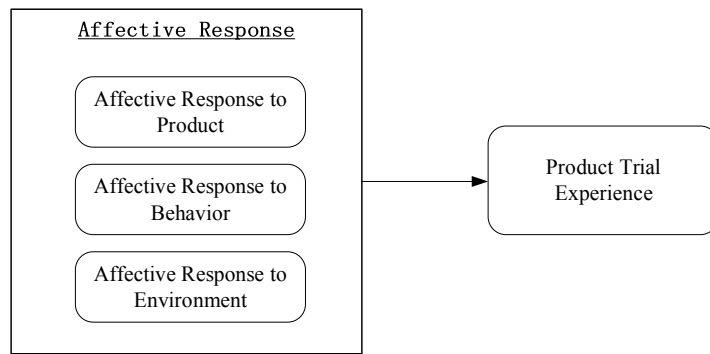 Affective Response
Affective Response to
Product
Affective Response to
Behavior
Affective Response to
Environment
Product Trial
Experience